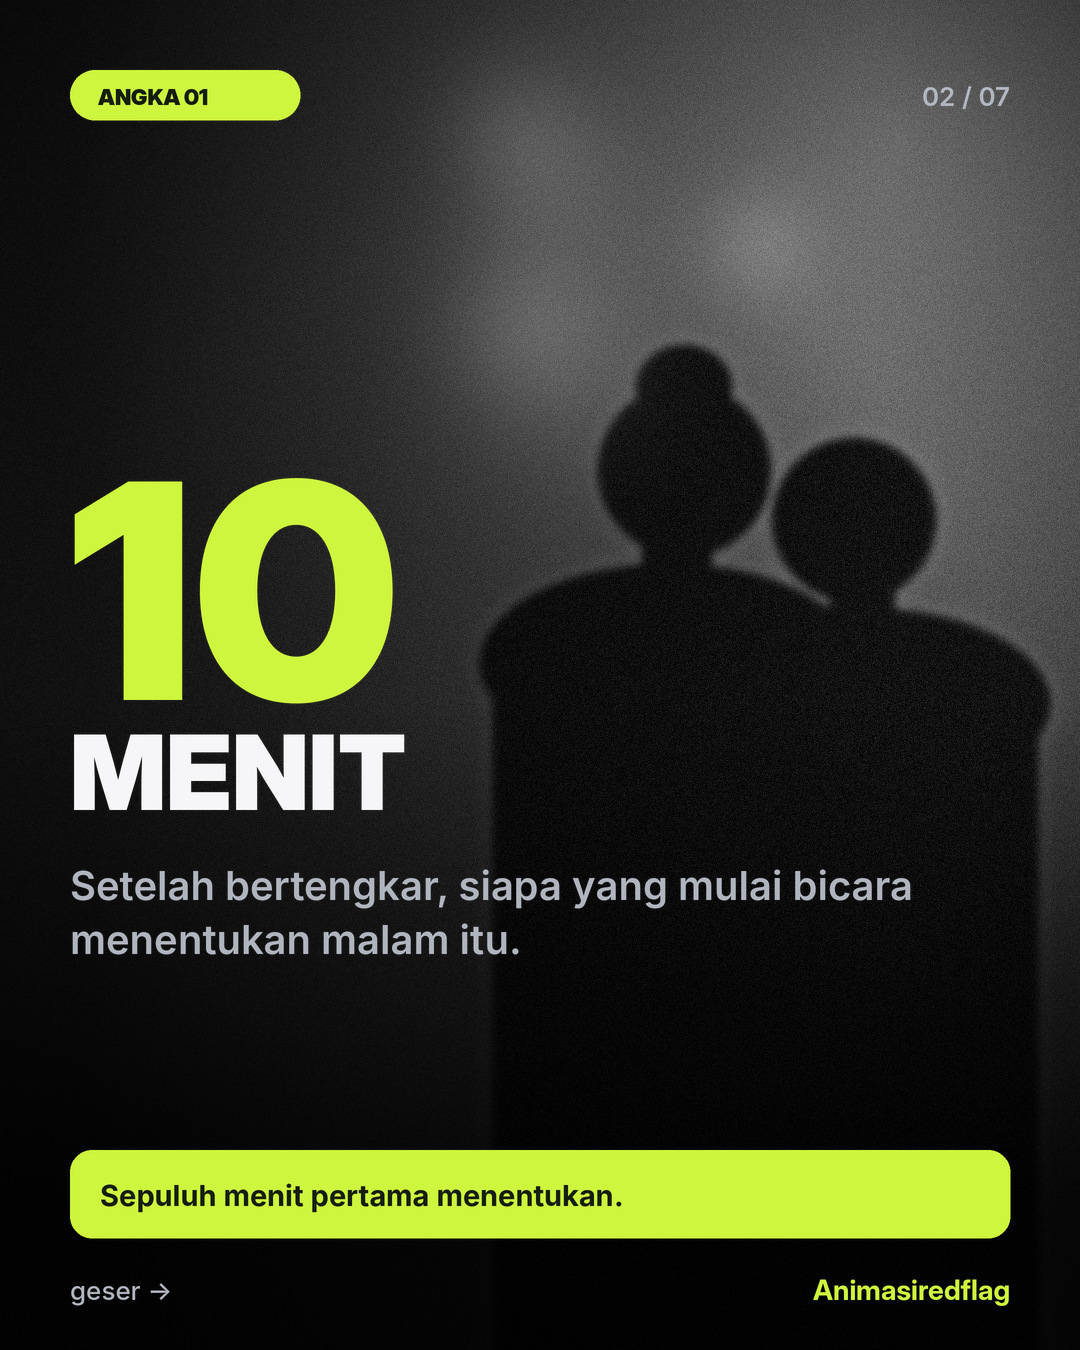 ANGKA 01
02 / 07
10
MENIT
Setelah bertengkar, siapa yang mulai bicara
menentukan malam itu.
Sepuluh menit pertama menentukan.
geser →
Animasiredflag